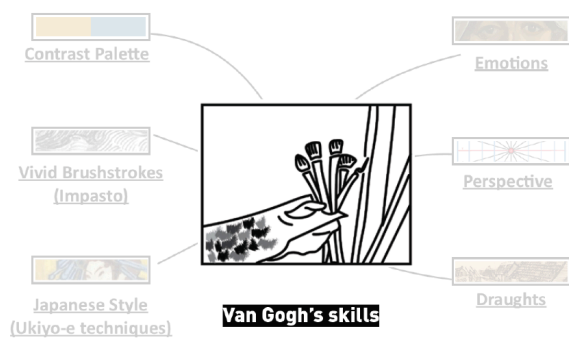 Contrast Palette
Emotions
Vivid Brushstrokes
(Impasto)
Perspective
Japanese Style
(Ukiyo-e techniques)
Draughts
Van Gogh's skills